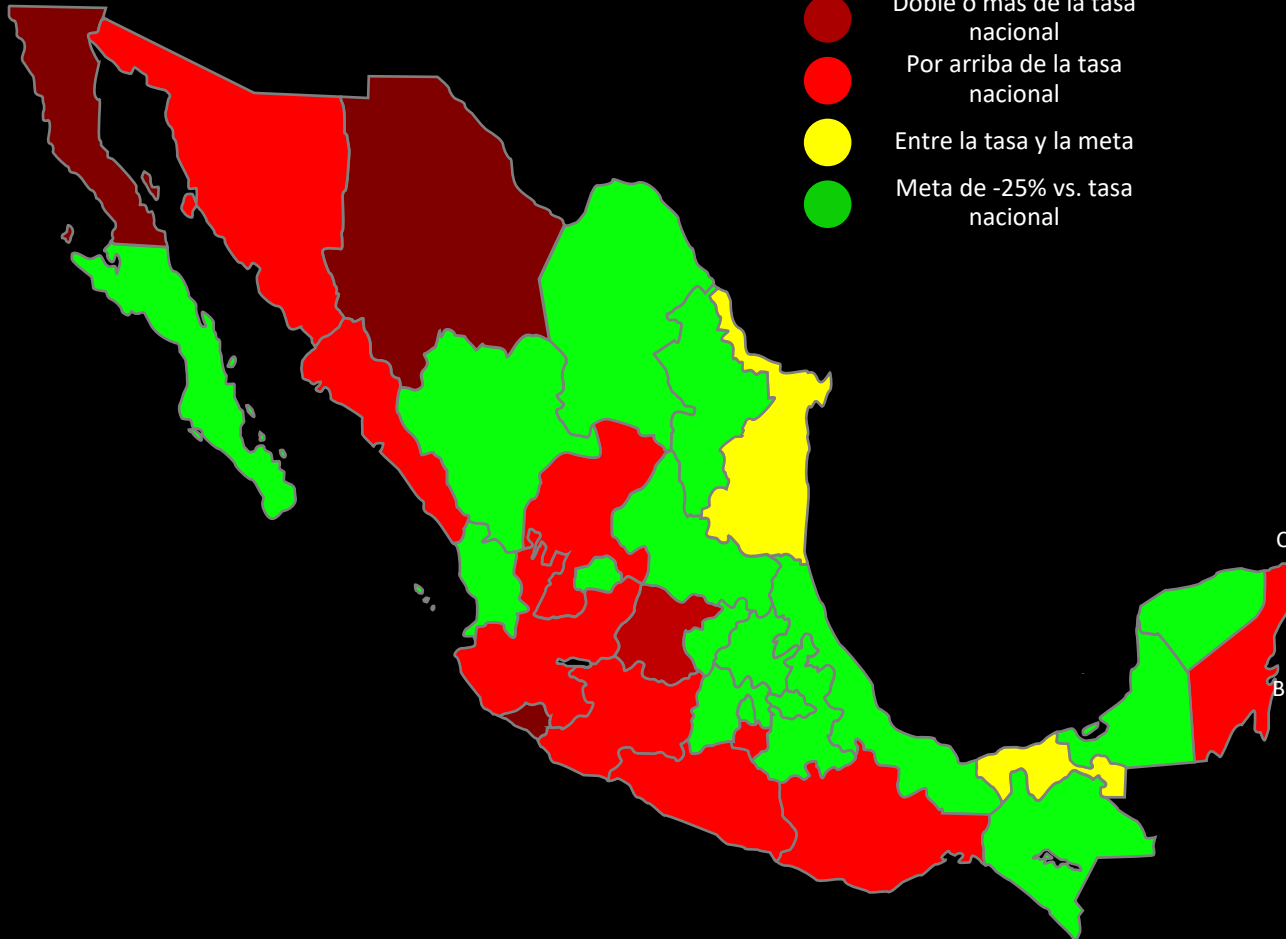 Doble o más de la tasa
nacional
Por arriba de la tasa
nacional
Entre la tasa y la meta
Meta de -25% vs. tasa
nacional
B